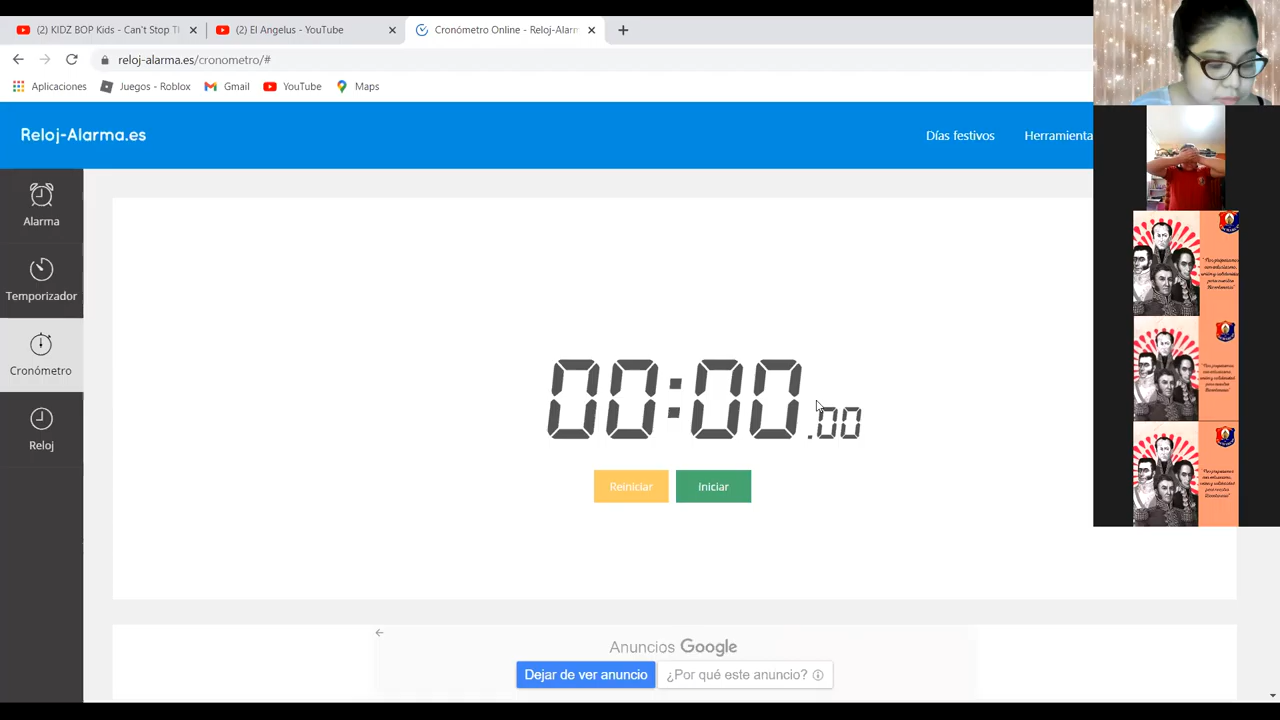 (2) KIDZ BOP Kids - Can't Stop T
(2) El Angelus - YouTube
Cronómetro Online - Reloj-Alarm
reloj-alarma.es/cronometro/#
Aplicaciones
Juegos - Roblox
Gmail
YouTube
Maps
Reloj-Alarma.es
Días festivos
Herramienta
Alarma
Temporizador
Cronómetro
Reloj
00:00.00
Reiniciar
Iniciar
Anuncios Google
Dejar de ver anuncio
¿Por qué este anuncio?